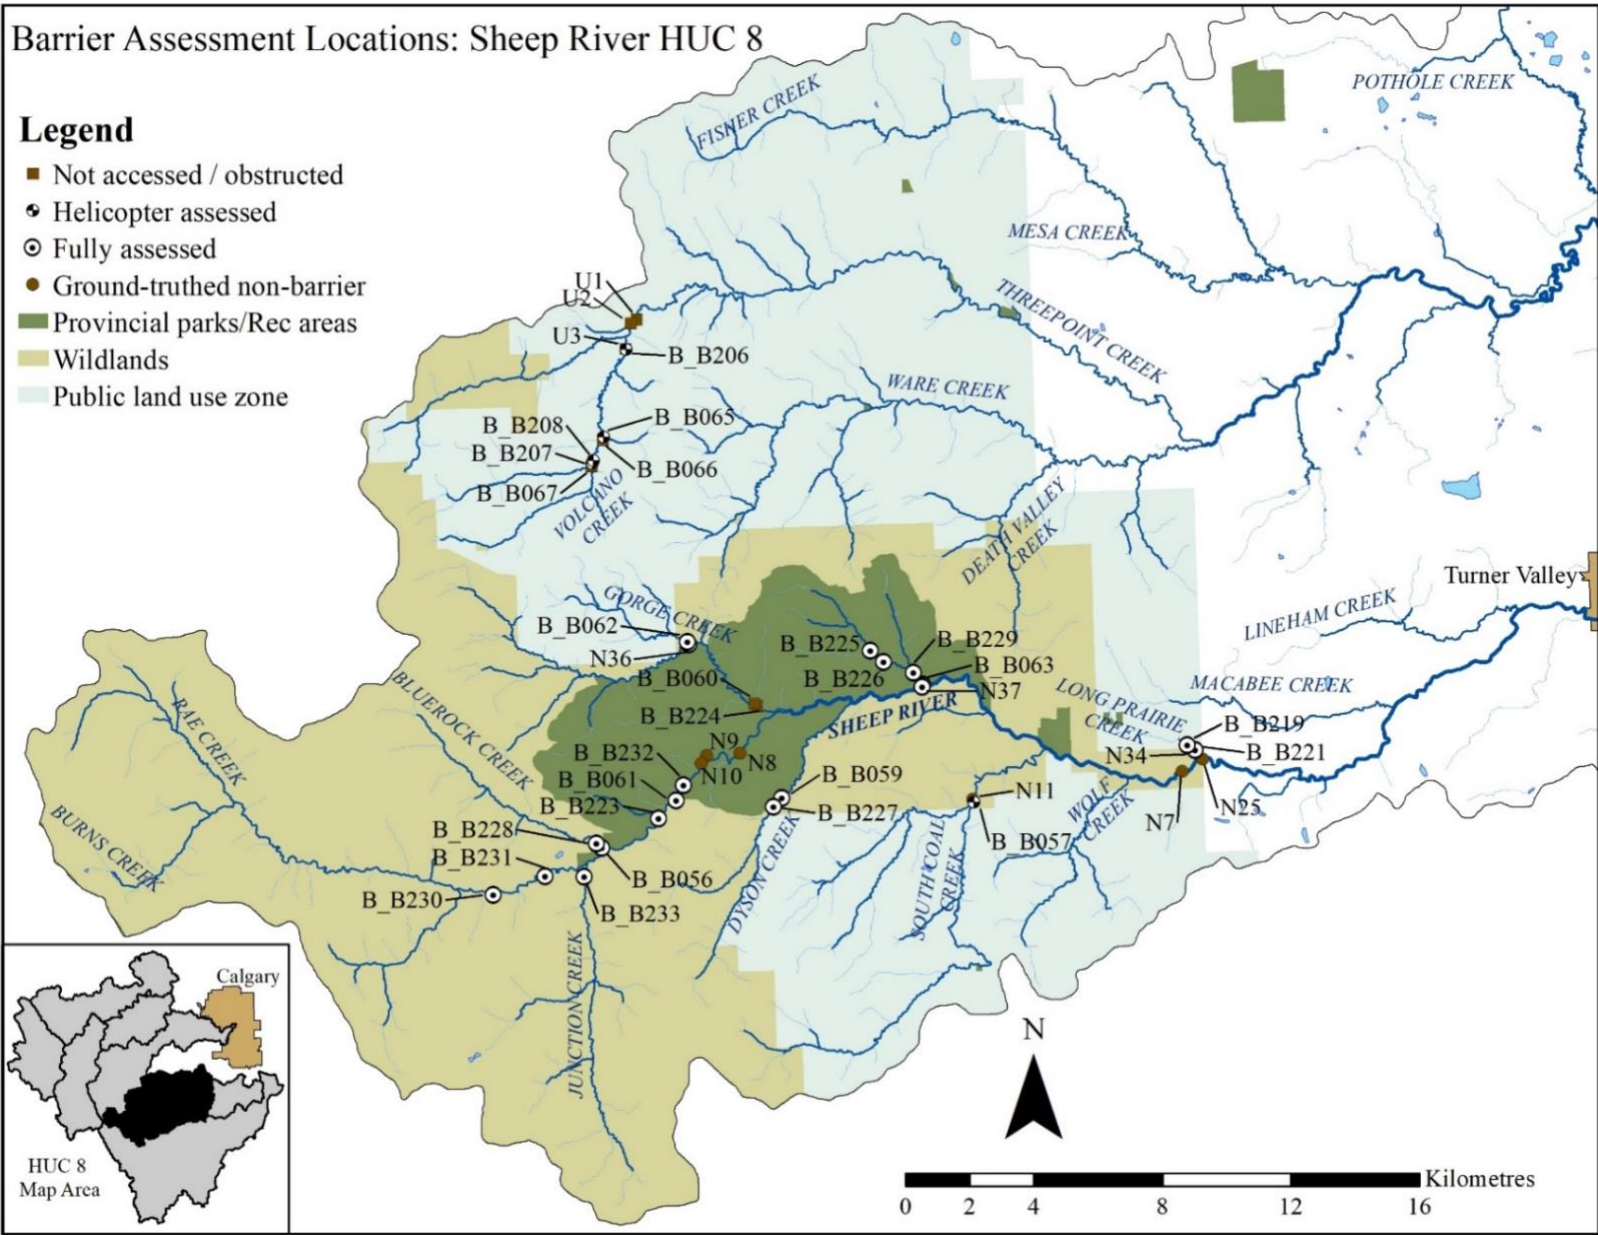 Barrier Assessment Locations: Sheep River HUC 8
Legend
Not accessed / obstructed
Helicopter assessed
Fully assessed
Ground-truthed non-barrier
Provincial parks/Rec areas
Wildlands
Public land use zone
FISHER CREEK
POTHOLE CREEK
MESA CREEK
THREEPOINT CREEK
WARE CREEK
U1
U2
U3
B_B206
B_B208
B_B065
B_B207
B_B066
B_B067
VOLCANO
CREEK
DEATH VALLEY
CREEK
Turner Valley
LINEHAM CREEK
GORGE CREEK
B_B062
N36
B_B060
B_B224
B_B225
B_B226
B_B229
B_B063
N37
SHEEP RIVER
LONG PRAIRIE
CREEK
MACABEE CREEK
B_B219
B_B221
N34
N25
N7
WOLF
CREEK
RAE CREEK
BLUEROCK CREEK
BURNS CREEK
N9
N8
N10
B_B232
B_B061
B_B223
B_B059
B_B227
N11
B_B057
B_B228
B_B231
B_B230
B_B056
B_B233
DYSON CREEK
SOUTH COAL
CREEK
JUNCTION CREEK
Calgary
HUC 8
Map Area
N
Kilometres
0 2 4 8 12 16